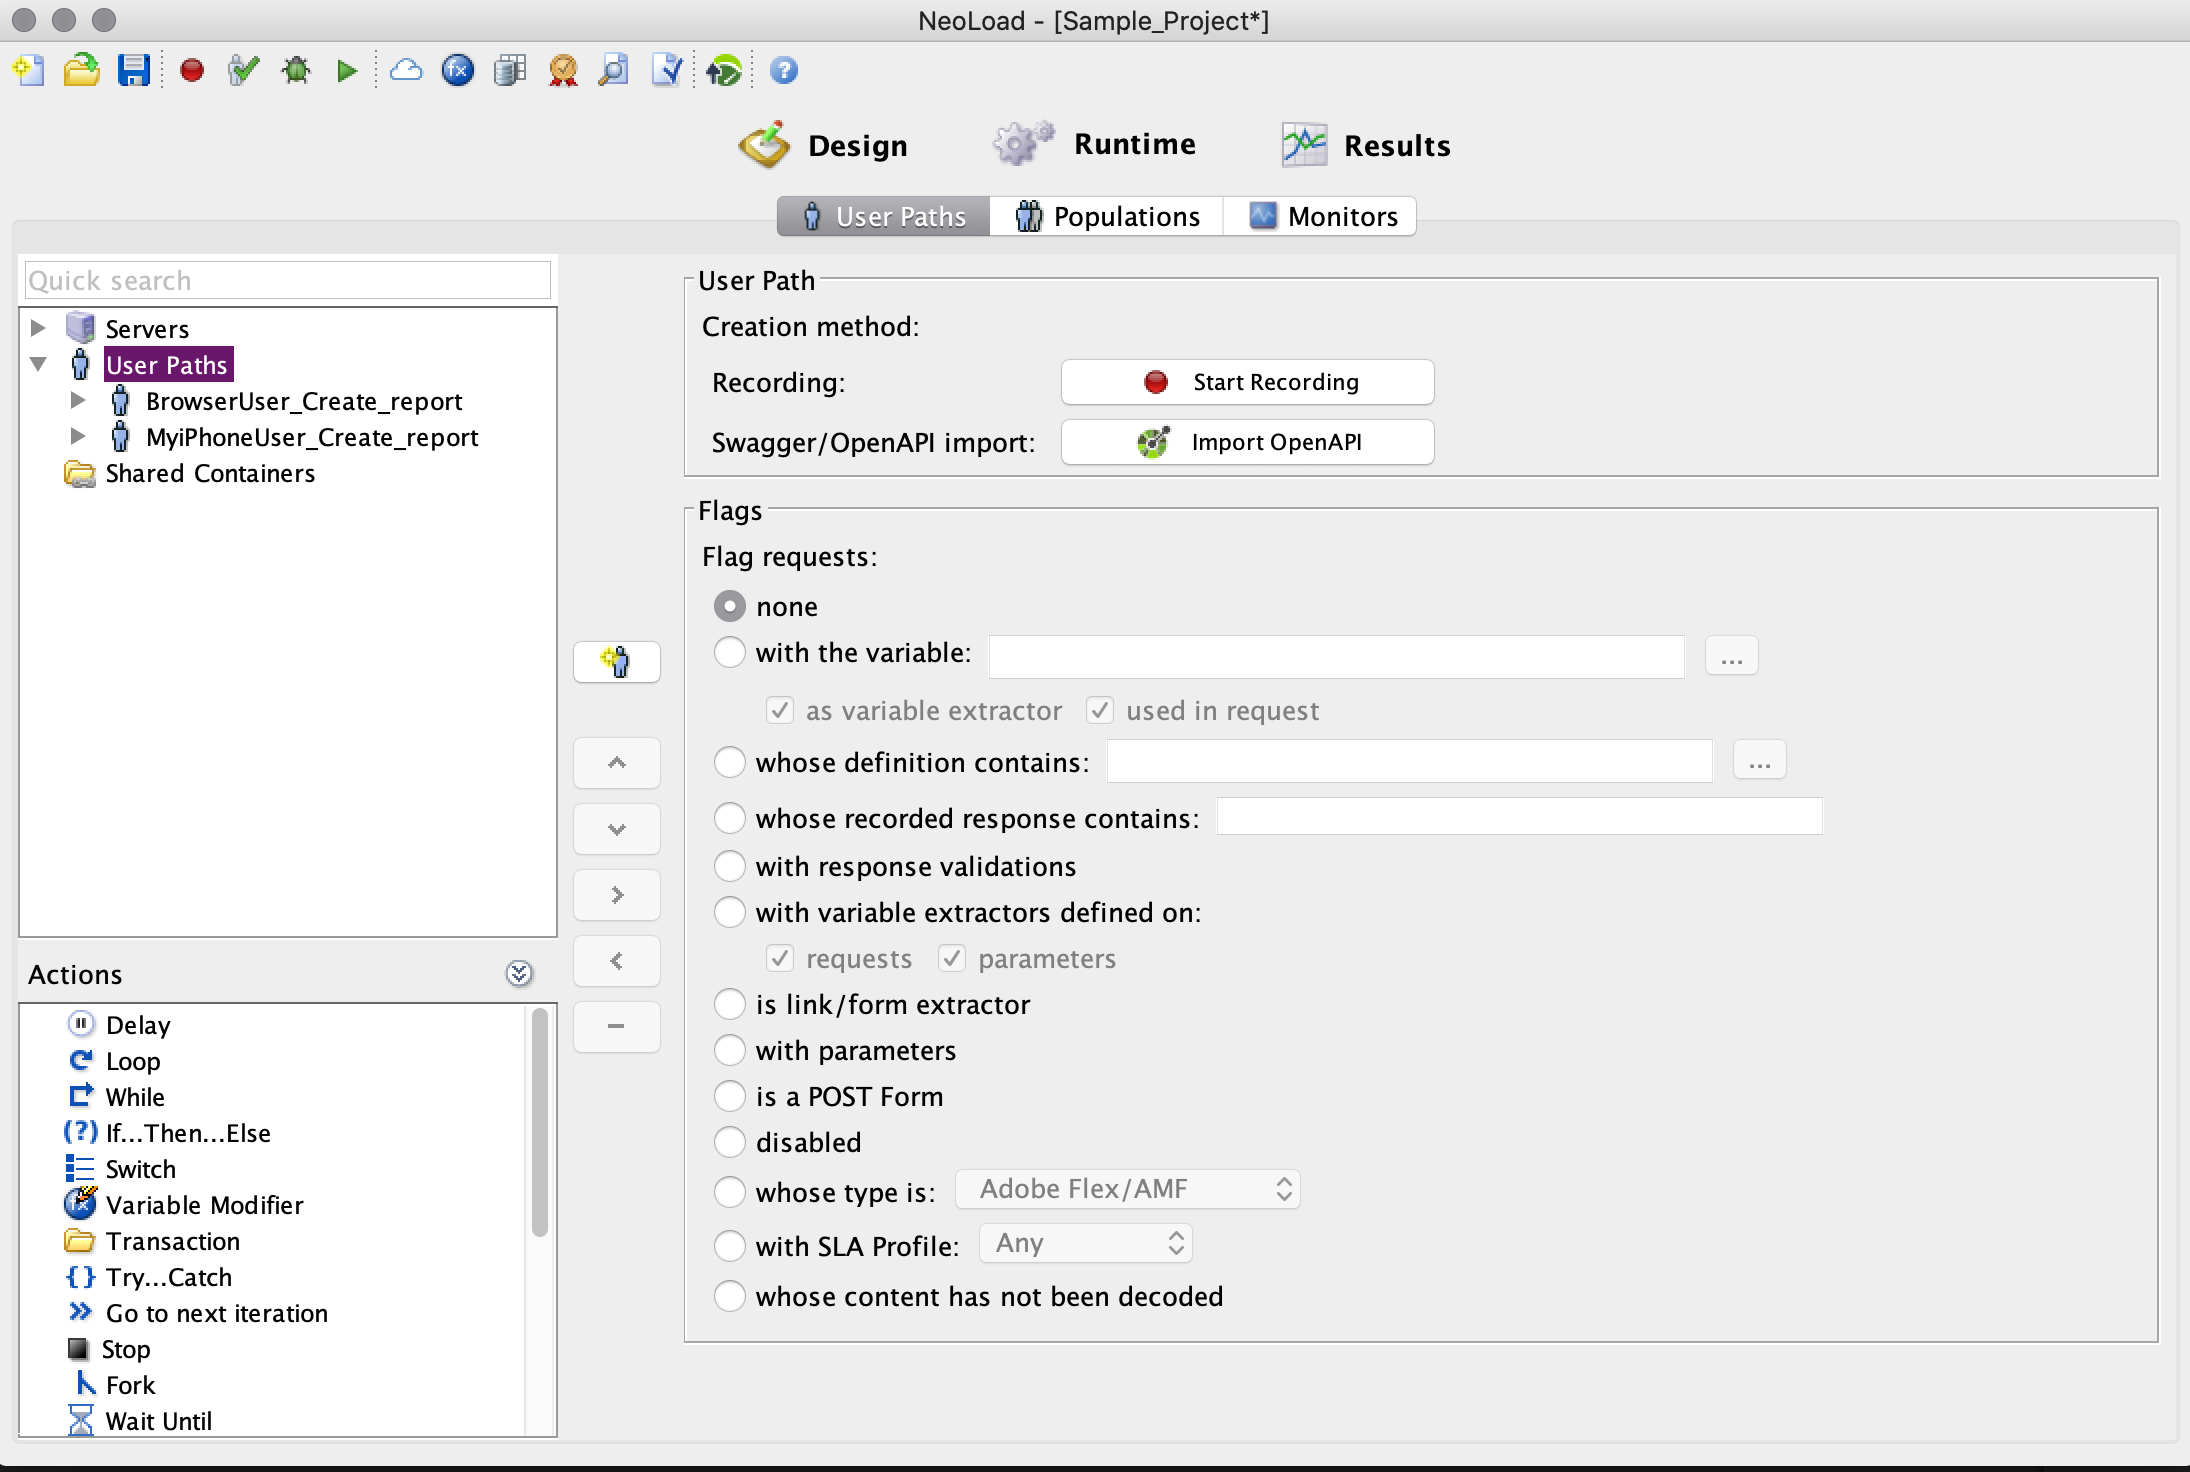 NeoLoad - [Sample_Project*]
Design
Runtime
Results
User Paths
Populations
Monitors
Quick search
Servers
User Paths
BrowserUser_Create_report
MyiPhoneUser_Create_report
Shared Containers
Actions
Delay
Loop
While
If...Then...Else
Switch
Variable Modifier
Transaction
Try...Catch
Go to next iteration
Stop
Fork
Wait Until
User Path
Creation method:
Recording:
Start Recording
Swagger/OpenAPI import:
Import OpenAPI
Flags
Flag requests:
none
with the variable:
...
as variable extractor
used in request
whose definition contains:
...
whose recorded response contains:
with response validations
with variable extractors defined on:
requests
parameters
is link/form extractor
with parameters
is a POST Form
disabled
whose type is:
Adobe Flex/AMF
with SLA Profile:
Any
whose content has not been decoded